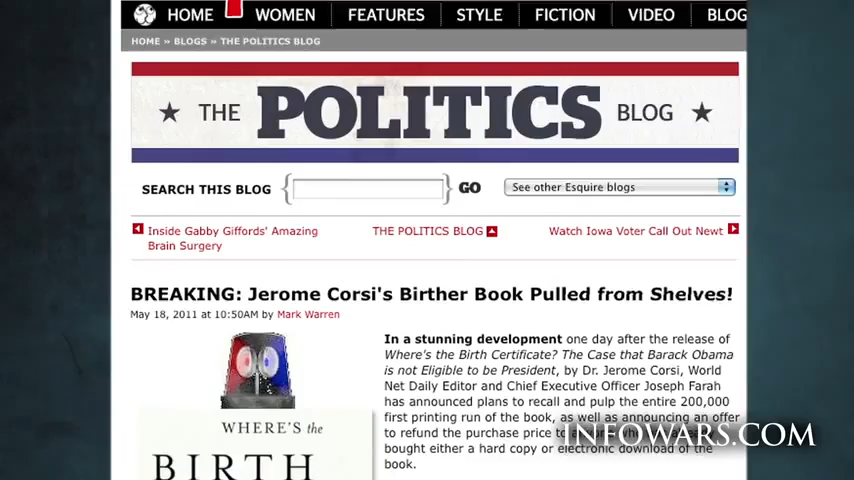 HOME WOMEN FEATURES STYLE FICTION VIDEO BLOG
HOME » BLOGS » THE POLITICS BLOG
★ THE POLITICS BLOG ★
SEARCH THIS BLOG GO See other Esquire blogs
Inside Gabby Giffords' Amazing Brain Surgery
THE POLITICS BLOG
Watch Iowa Voter Call Out Newt
BREAKING: Jerome Corsi's Birther Book Pulled from Shelves!
May 18, 2011 at 10:50AM by Mark Warren
In a stunning development one day after the release of
Where's the Birth Certificate? The Case that Barack Obama
is not Eligible to be President, by Dr. Jerome Corsi, World
Net Daily Editor and Chief Executive Officer Joseph Farah
has announced plans to recall and pulp the entire 200,000
first printing run of the book, as well as announcing an offer
to refund the purchase price to
bought either a hard copy or electronic download of the
book.
WHERE'S the
BIRTH
INFOWARS.COM